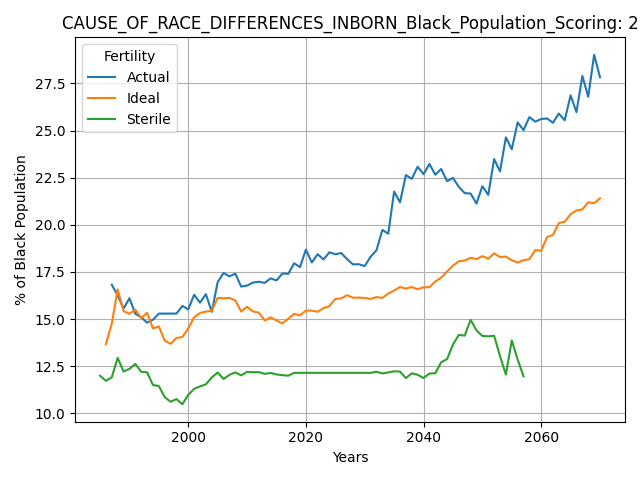 CAUSE_OF_RACE_DIFFERENCES_INBORN_Black_Population_Scoring: 2
Fertility
Actual
Ideal
Sterile
27.5
25.0
22.5
20.0
17.5
15.0
12.5
10.0
% of Black Population
2000 2020 2040 2060
Years